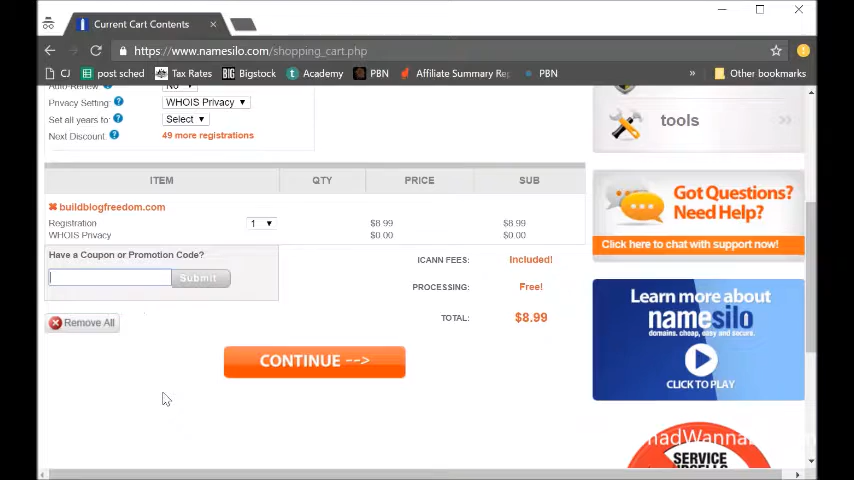 Current Cart Contents
https://www.namesilo.com/shopping_cart.php
CJ post sched Tax Rates BIG Bigstock Academy PBN Affiliate Summary Re PBN » Other bookmarks
Auto-Renew: No
Privacy Setting: WHOIS Privacy
Set all years to: Select
Next Discount: 49 more registrations
tools
ITEM QTY PRICE SUB
buildblogfreedom.com
Registration 1 $8.99 $8.99
WHOIS Privacy $0.00 $0.00
Have a Coupon or Promotion Code?
Submit
ICANN FEES: Included!
PROCESSING: Free!
TOTAL: $8.99
Remove All
CONTINUE -->
Got Questions?
Need Help?
Click here to chat with support now!
Learn more about
namesilo
domains. cheap, easy and secure.
CLICK TO PLAY
SERVICE